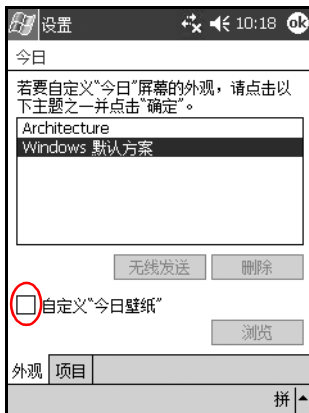 设置 10:18 ok
今日
若要自定义“今日”屏幕的外观，请点击以
下主题之一并点击“确定”。
Architecture
Windows 默认方案
无线发送 删除
自定义“今日壁纸”
浏览
外观 项目
拼